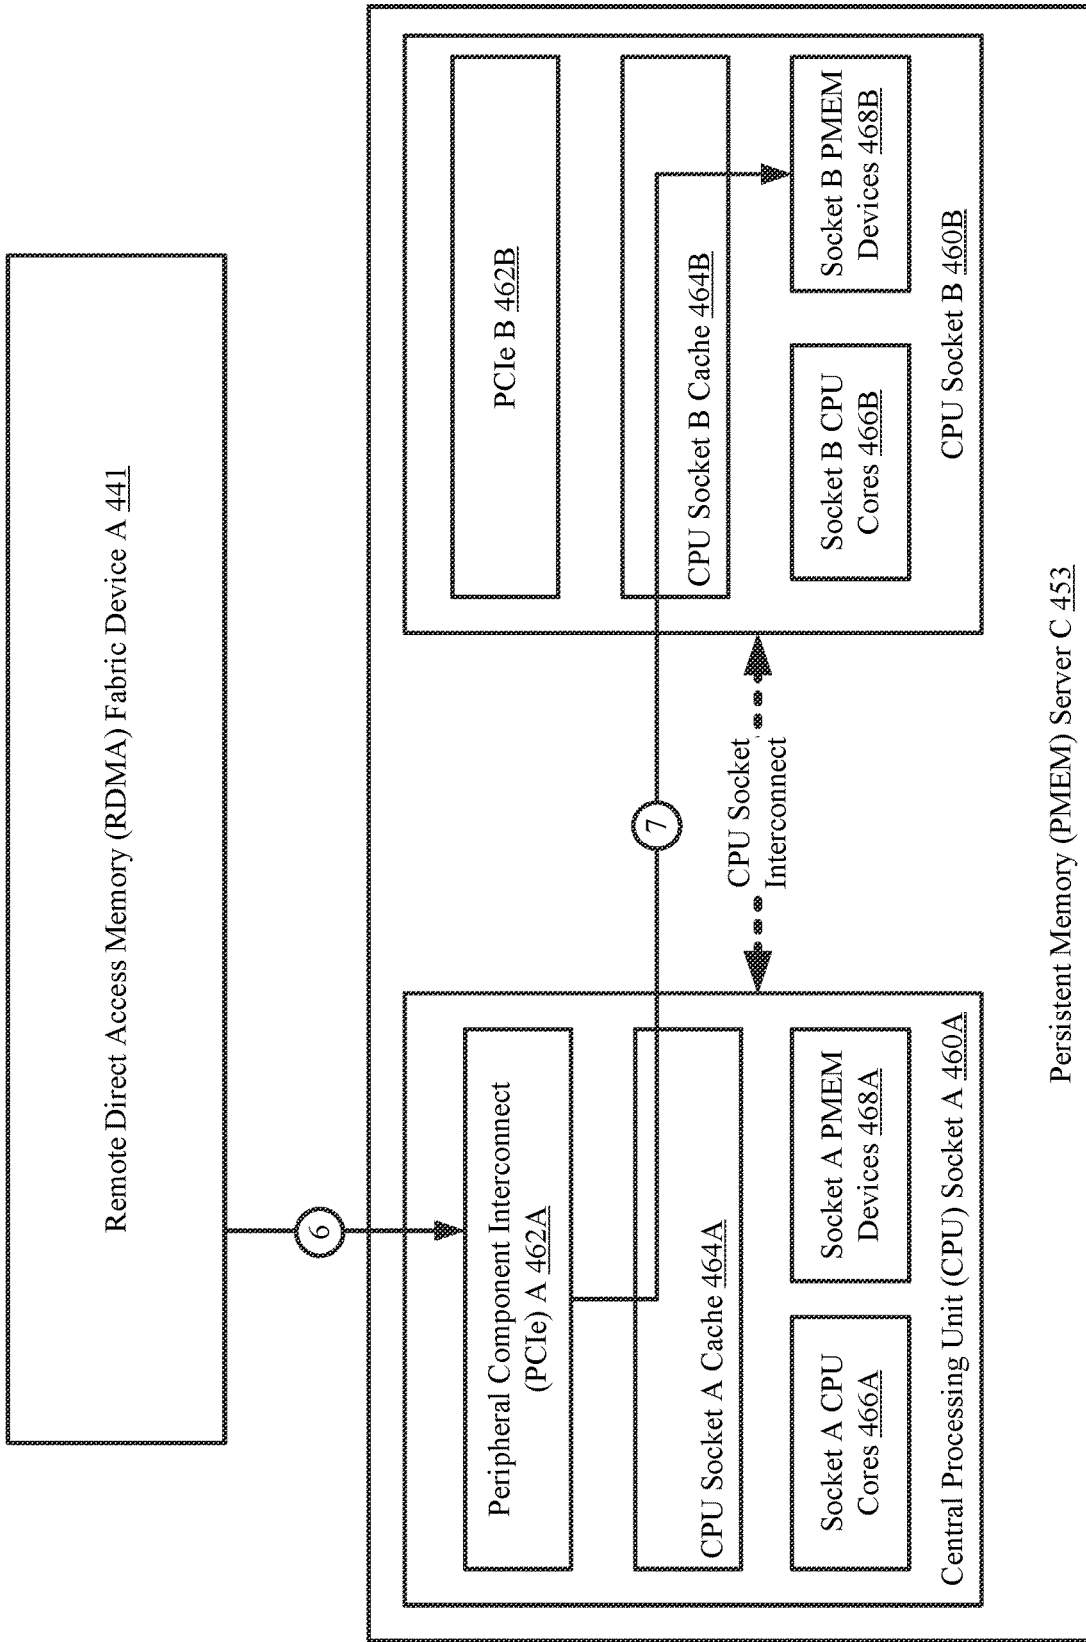 Remote Direct Access Memory (RDMA) Fabric Device A 441
6
Peripheral Component Interconnect
(PCIe) A 462A
CPU Socket A Cache 464A
Socket A CPU
Cores 466A
Socket A PMEM
Devices 468A
Central Processing Unit (CPU) Socket A 460A
7
CPU Socket
Interconnect
PCIe B 462B
CPU Socket B Cache 464B
Socket B CPU
Cores 466B
Socket B PMEM
Devices 468B
CPU Socket B 460B
Persistent Memory (PMEM) Server C 453